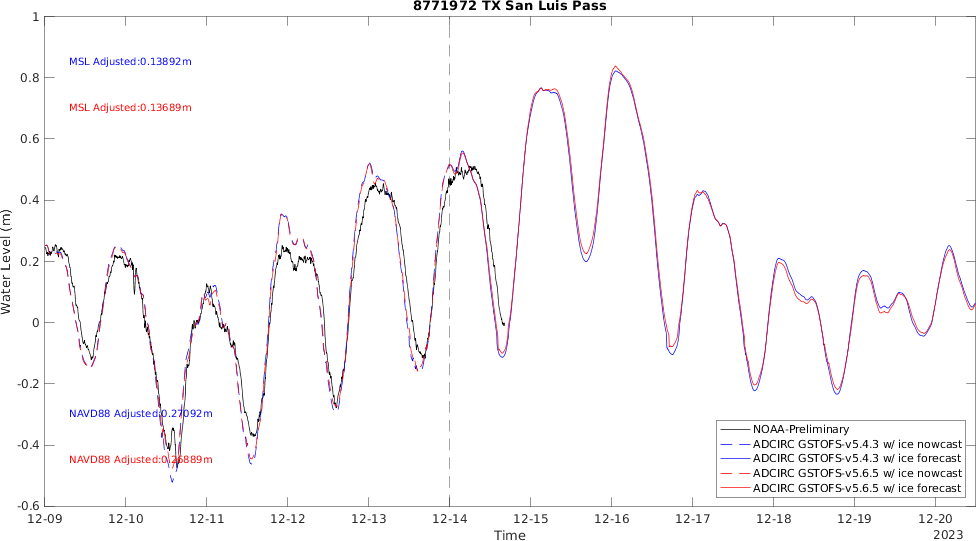 8771972 TX San Luis Pass
1
0.8
0.6
0.4
0.2
0
-0.2
-0.4
-0.6
Water Level (m)
MSL Adjusted:0.13892m
MSL Adjusted:0.13689m
NAVD88 Adjusted:0.27092m
NAVD88 Adjusted:0.26889m
NOAA-Preliminary
ADCIRC GSTOFS-v5.4.3 w/ ice nowcast
ADCIRC GSTOFS-v5.4.3 w/ ice forecast
ADCIRC GSTOFS-v5.6.5 w/ ice nowcast
ADCIRC GSTOFS-v5.6.5 w/ ice forecast
12-09 12-10 12-11 12-12 12-13 12-14 12-15 12-16 12-17 12-18 12-19 12-20
Time
2023